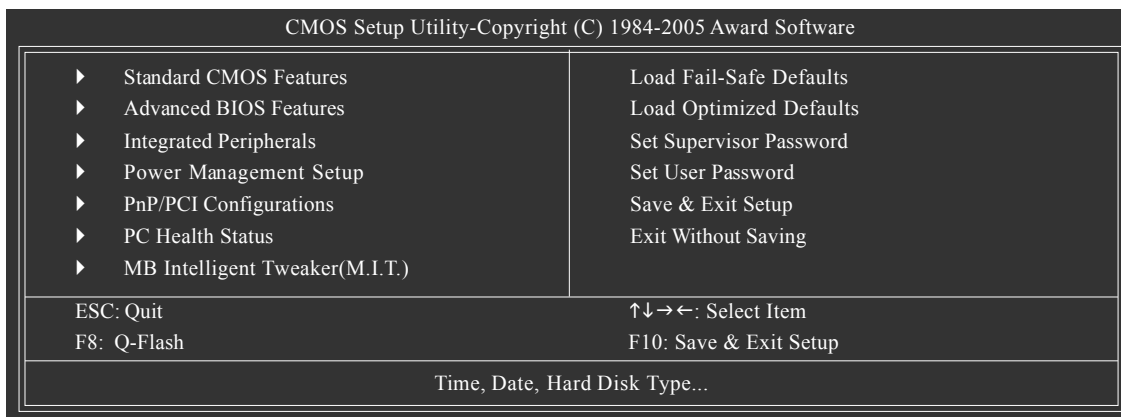 CMOS Setup Utility-Copyright (C) 1984-2005 Award Software
Standard CMOS Features
Advanced BIOS Features
Integrated Peripherals
Power Management Setup
PnP/PCI Configurations
PC Health Status
MB Intelligent Tweaker(M.I.T.)
Load Fail-Safe Defaults
Load Optimized Defaults
Set Supervisor Password
Set User Password
Save & Exit Setup
Exit Without Saving
ESC: Quit
F8: Q-Flash
↑↓→←: Select Item
F10: Save & Exit Setup
Time, Date, Hard Disk Type...